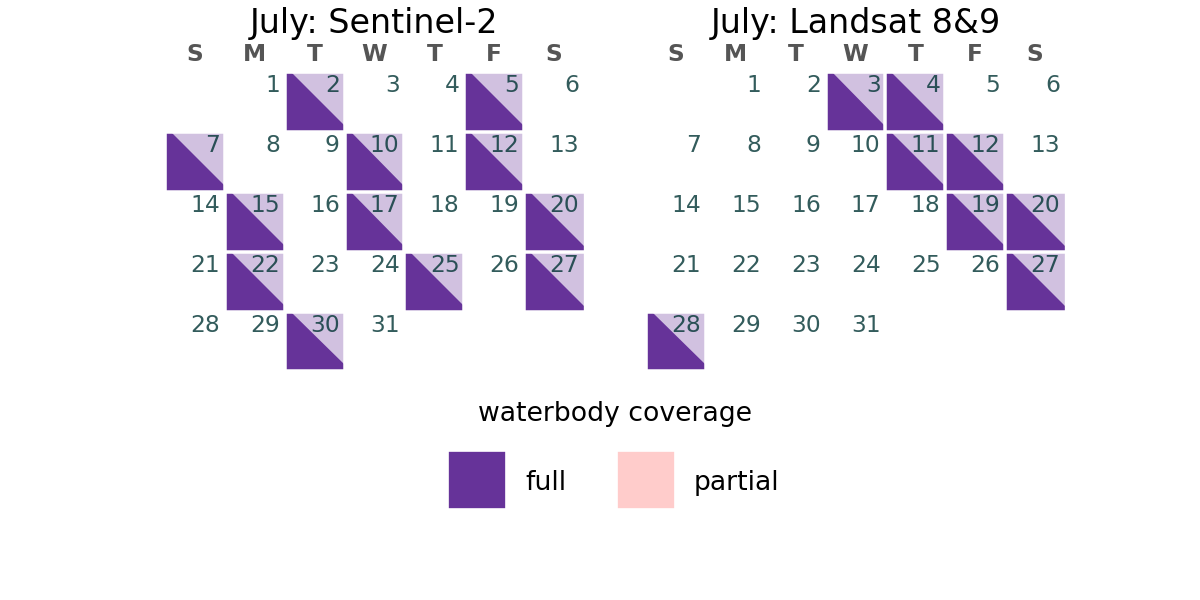 July: Sentinel-2
S M T W T F S
1 2 3 4 5 6
7 8 9 10 11 12 13
14 15 16 17 18 19 20
21 22 23 24 25 26 27
28 29 30 31
July: Landsat 8&9
S M T W T F S
1 2 3 4 5 6
7 8 9 10 11 12 13
14 15 16 17 18 19 20
21 22 23 24 25 26 27
28 29 30 31
waterbody coverage
full partial